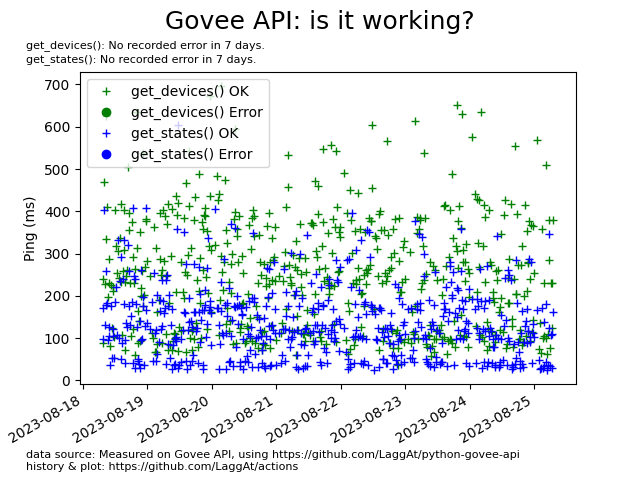 Govee API: is it working?
get_devices(): No recorded error in 7 days.
get_states(): No recorded error in 7 days.
700
600
500
400
300
200
100
0
Ping (ms)
get_devices() OK
get_devices() Error
get_states() OK
get_states() Error
2023-08-18
2023-08-19
2023-08-20
2023-08-21
2023-08-22
2023-08-23
2023-08-24
2023-08-25
data source: Measured on Govee API, using https://github.com/LaggAt/python-govee-api
history & plot: https://github.com/LaggAt/actions